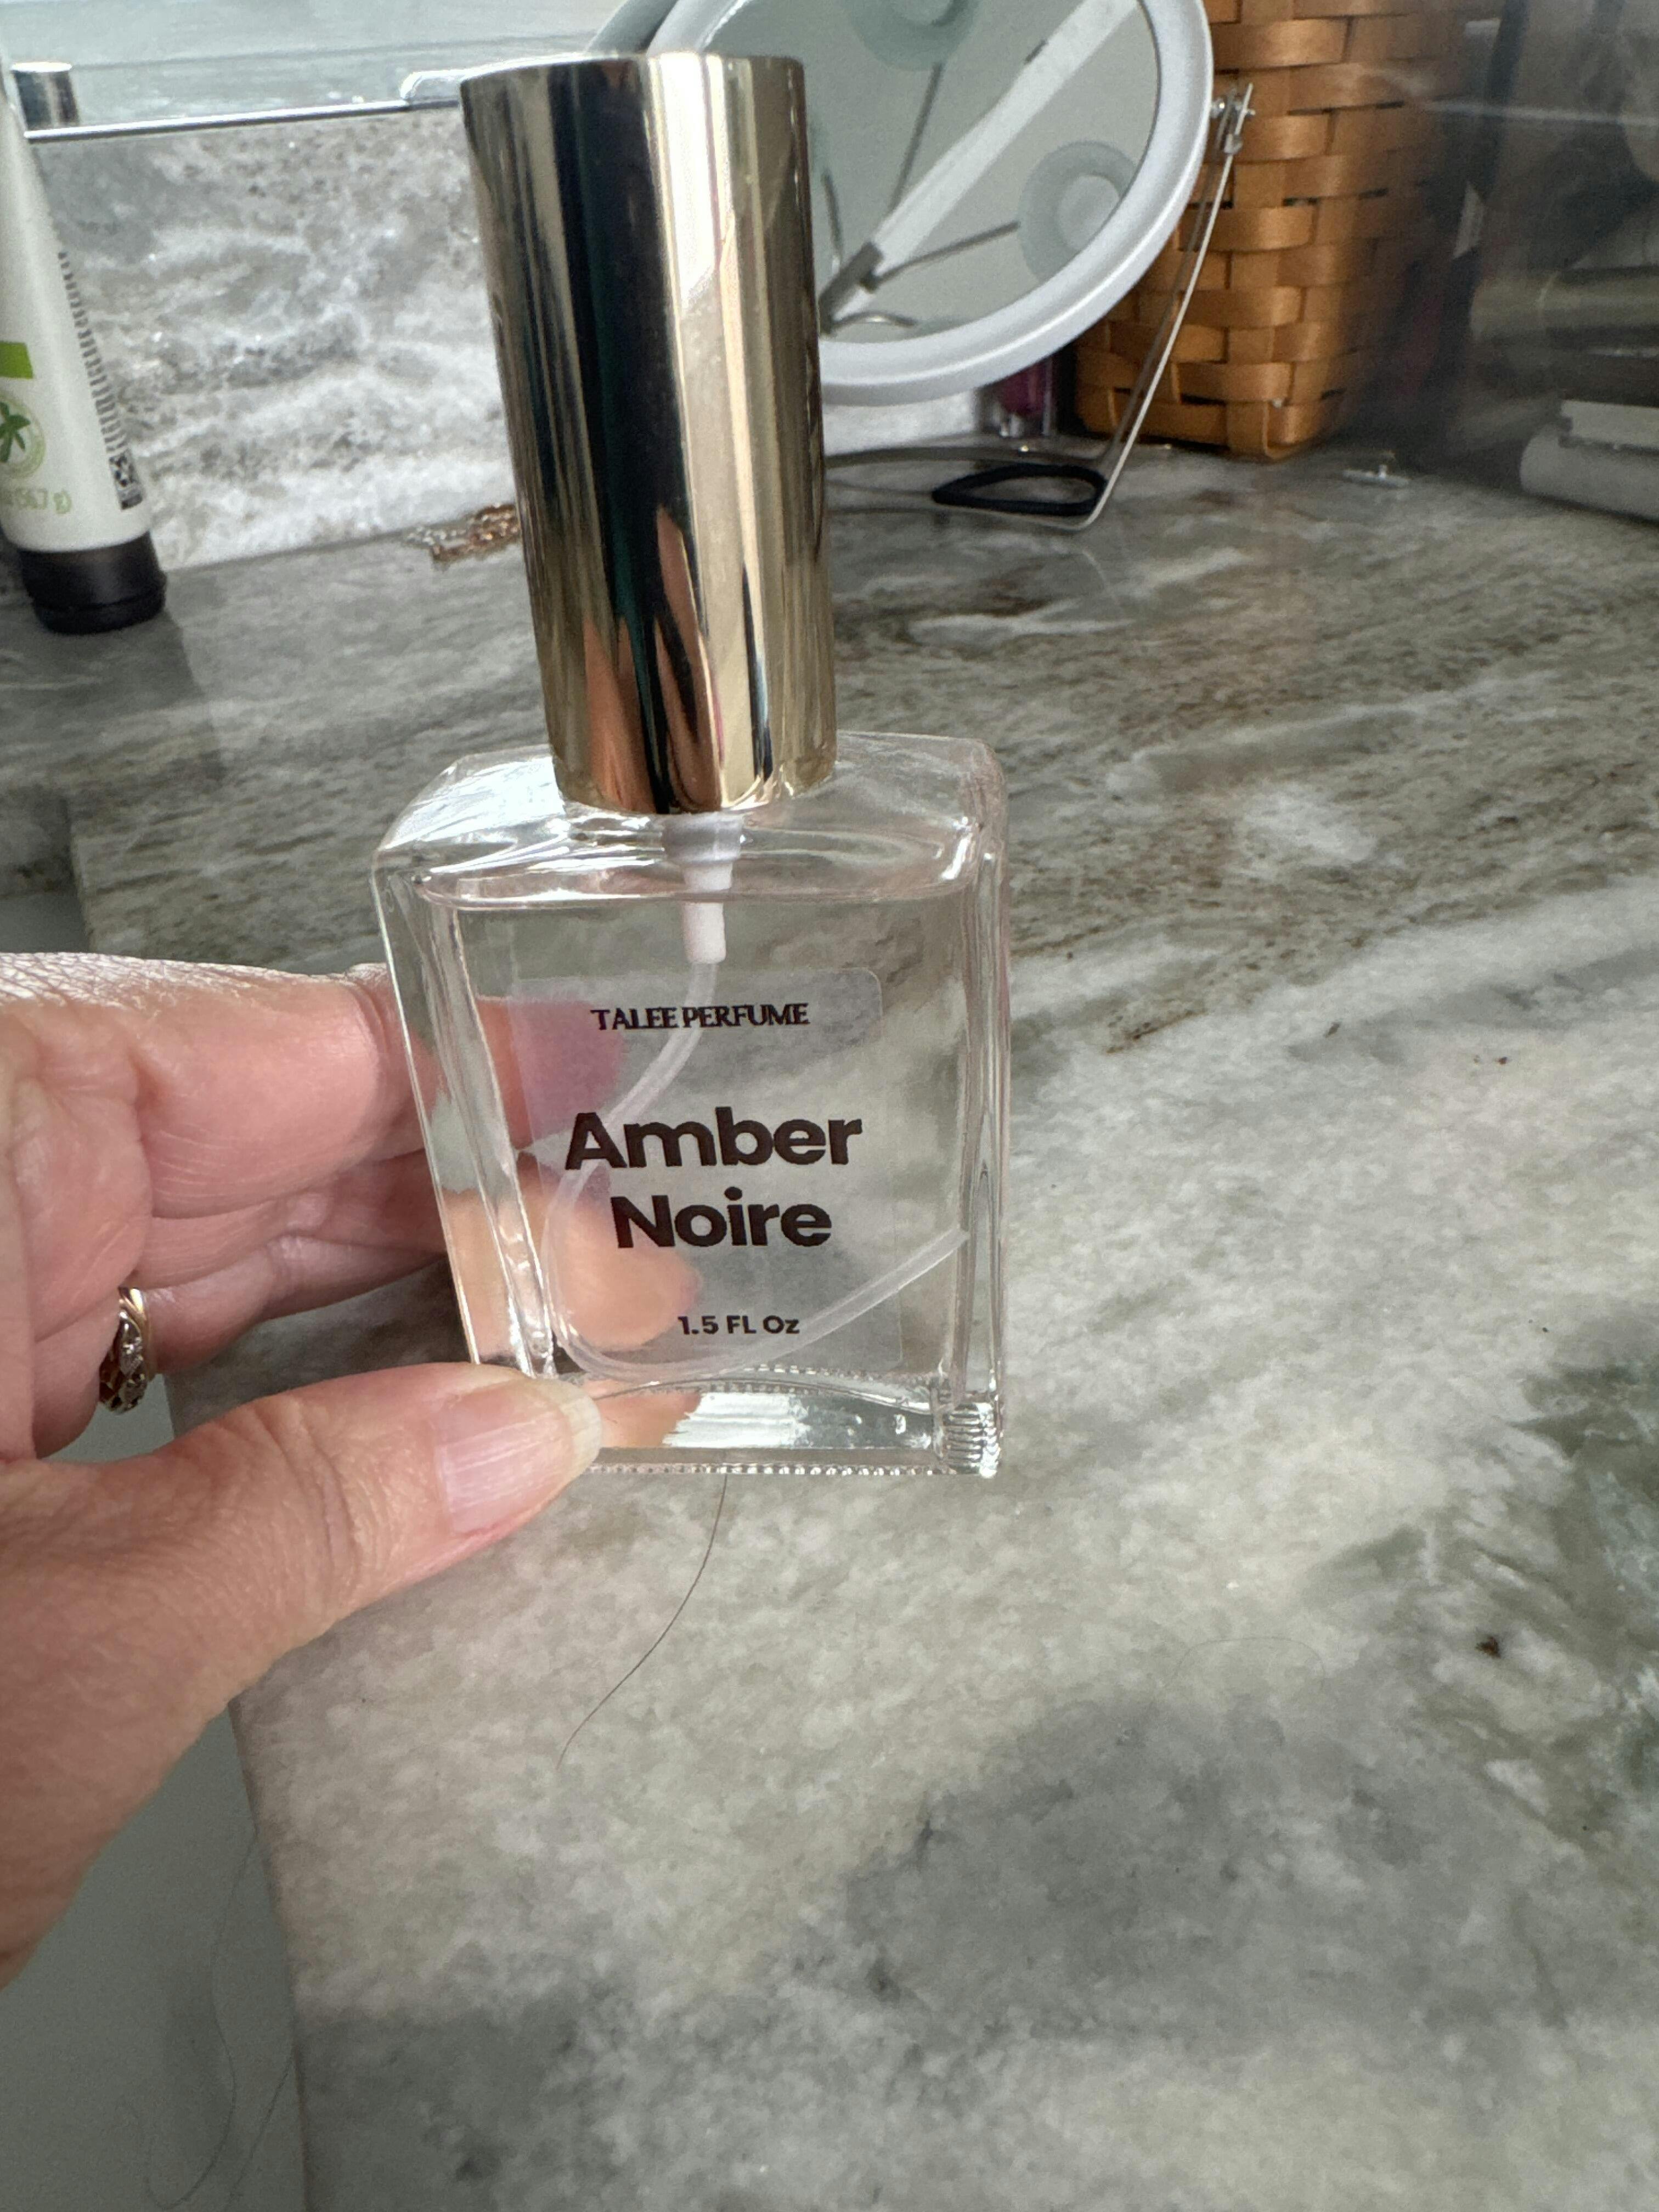 TALEE PERFUME
Amber
Noire
1.5 FL Oz